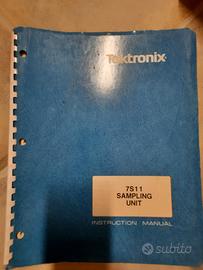 Tektronix
7S11
SAMPLING
UNIT
INSTRUCTION MANUAL
subito